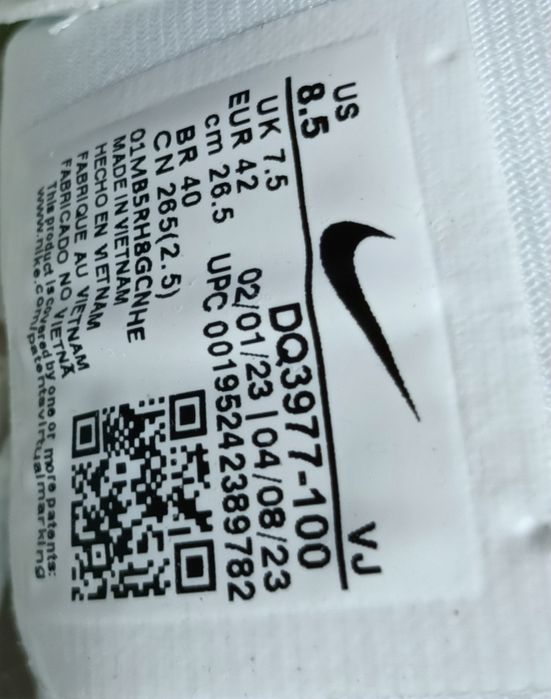 US VJ
8.5
UK 7.5 DQ3977-100
EUR 42 02/01/23 | 04/08/23
cm 26.5 UPC 00195242389782
BR 40
CN 265(2.5)
01MB5RH8GCNHE
MADE IN VIETNAM
HECHO EN VIETNAM
FABRIQUE AU VIETNAM
FABRICADO NO VIETNÃ
This product is covered by one or more patents:
www.nike.com/patentsvirtualmarking